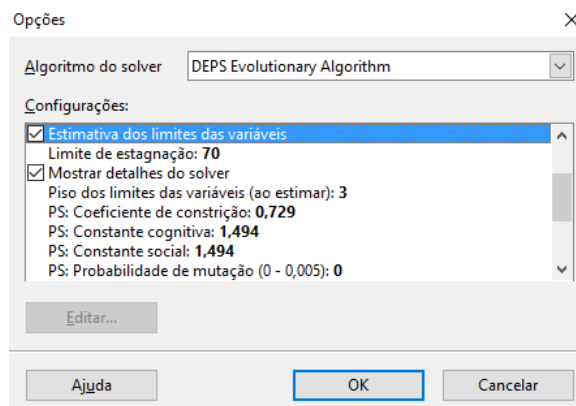 Opções
Algoritmo do solver DEPS Evolutionary Algorithm
Configurações:
Estimativa dos limites das variáveis
Limite de estagnação: 70
Mostrar detalhes do solver
Piso dos limites das variáveis (ao estimar): 3
PS: Coeficiente de constrição: 0,729
PS: Constante cognitiva: 1,494
PS: Constante social: 1,494
PS: Probabilidade de mutação (0 - 0,005): 0
Editar...
Ajuda OK Cancelar